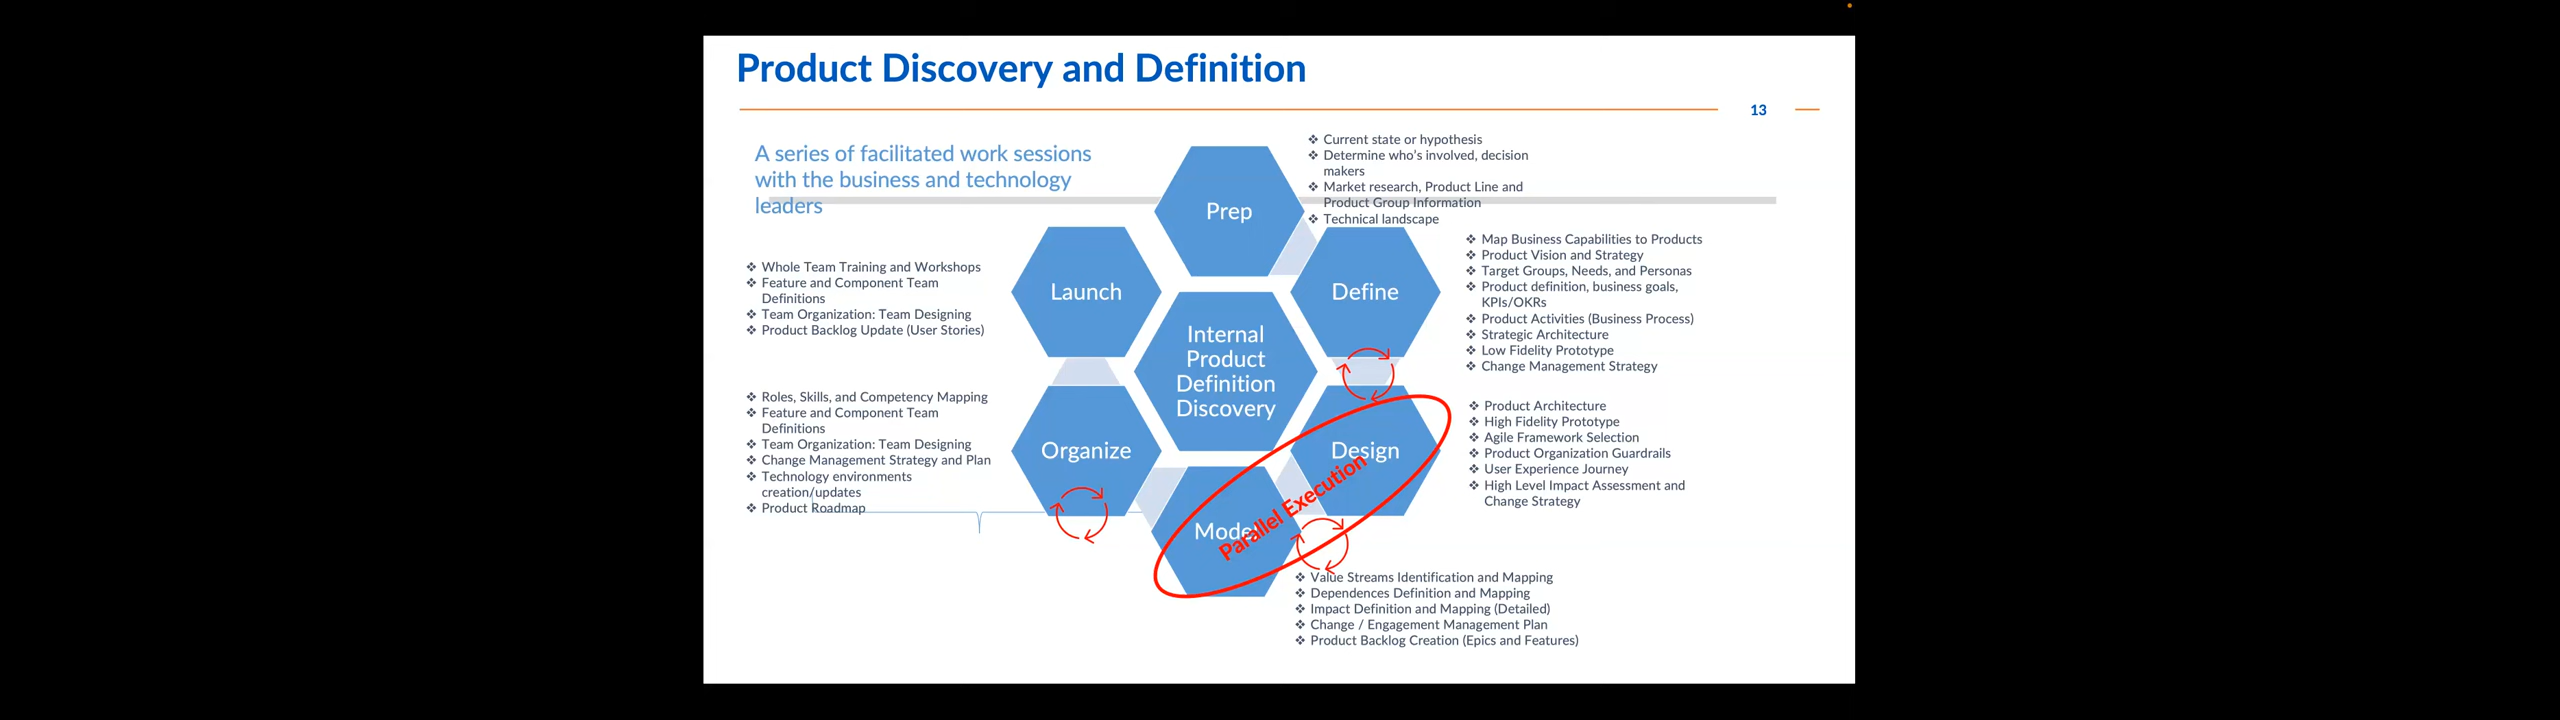 Product Discovery and Definition
13
A series of facilitated work sessions
with the business and technology
leaders
Prep
❖ Current state or hypothesis
❖ Determine who's involved, decision
makers
❖ Market research, Product Line and
Product Group Information
❖ Technical landscape
Define
❖ Map Business Capabilities to Products
❖ Product Vision and Strategy
❖ Target Groups, Needs, and Personas
❖ Product definition, business goals,
KPIs/OKRs
❖ Product Activities (Business Process)
❖ Strategic Architecture
❖ Low Fidelity Prototype
❖ Change Management Strategy
Launch
❖ Whole Team Training and Workshops
❖ Feature and Component Team
Definitions
❖ Team Organization: Team Designing
❖ Product Backlog Update (User Stories)
Internal
Product
Definition
Discovery
Design
❖ Product Architecture
❖ High Fidelity Prototype
❖ Agile Framework Selection
❖ Product Organization Guardrails
❖ User Experience Journey
❖ High Level Impact Assessment and
Change Strategy
Organize
❖ Roles, Skills, and Competency Mapping
❖ Feature and Component Team
Definitions
❖ Team Organization: Team Designing
❖ Change Management Strategy and Plan
❖ Technology environments
creation/updates
❖ Product Roadmap
Model
Parallel Execution
❖ Value Streams Identification and Mapping
❖ Dependences Definition and Mapping
❖ Impact Definition and Mapping (Detailed)
❖ Change / Engagement Management Plan
❖ Product Backlog Creation (Epics and Features)